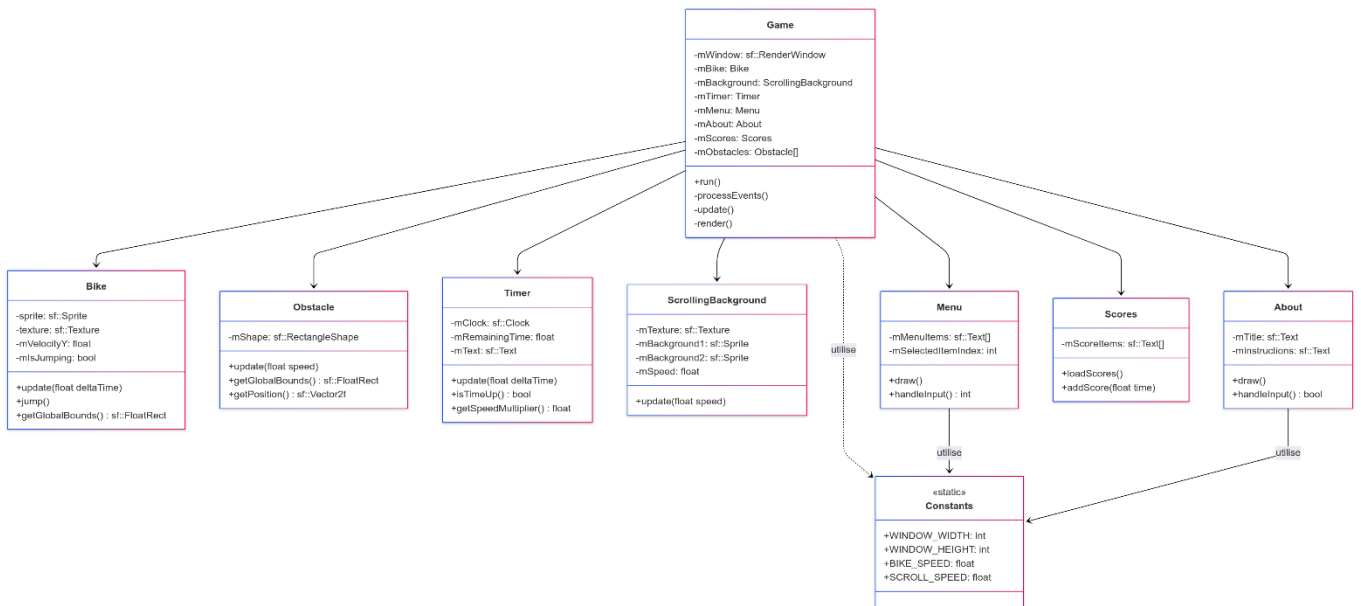 Game
-mWindow: sf::RenderWindow
-mBike: Bike
-mBackground: ScrollingBackground
-mTimer: Timer
-mMenu: Menu
-mAbout: About
-mScores: Scores
-mObstacles: Obstacle[]
+run()
-processEvents()
-update()
-render()
Bike
-sprite: sf::Sprite
-texture: sf::Texture
-mVelocityY: float
-mIsJumping: bool
+update(float deltaTime)
+jump()
+getGlobalBounds() : sf::FloatRect
Obstacle
-mShape: sf::RectangleShape
+update(float speed)
+getGlobalBounds() : sf::FloatRect
+getPosition() : sf::Vector2f
Timer
-mClock: sf::Clock
-mRemainingTime: float
-mText: sf::Text
+update(float deltaTime)
+isTimeUp() : bool
+getSpeedMultiplier() : float
ScrollingBackground
-mTexture: sf::Texture
-mBackground1: sf::Sprite
-mBackground2: sf::Sprite
-mSpeed: float
+update(float speed)
utilise
Menu
-mMenuItems: sf::Text[]
-mSelectedItemIndex: int
+draw()
+handleInput() : int
Scores
-mScoreItems: sf::Text[]
+loadScores()
+addScore(float time)
About
-mTitle: sf::Text
-mInstructions: sf::Text
+draw()
+handleInput() : bool
utilise
utilise
«static»
Constants
+WINDOW_WIDTH: int
+WINDOW_HEIGHT: int
+BIKE_SPEED: float
+SCROLL_SPEED: float